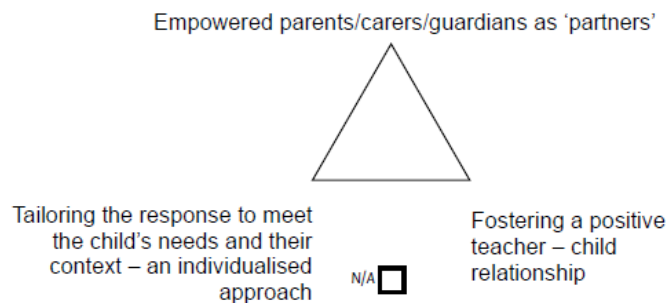 Empowered parents/carers/guardians as ‘partners’
Tailoring the response to meet
the child’s needs and their
context – an individualised
approach
N/A
Fostering a positive
teacher – child
relationship